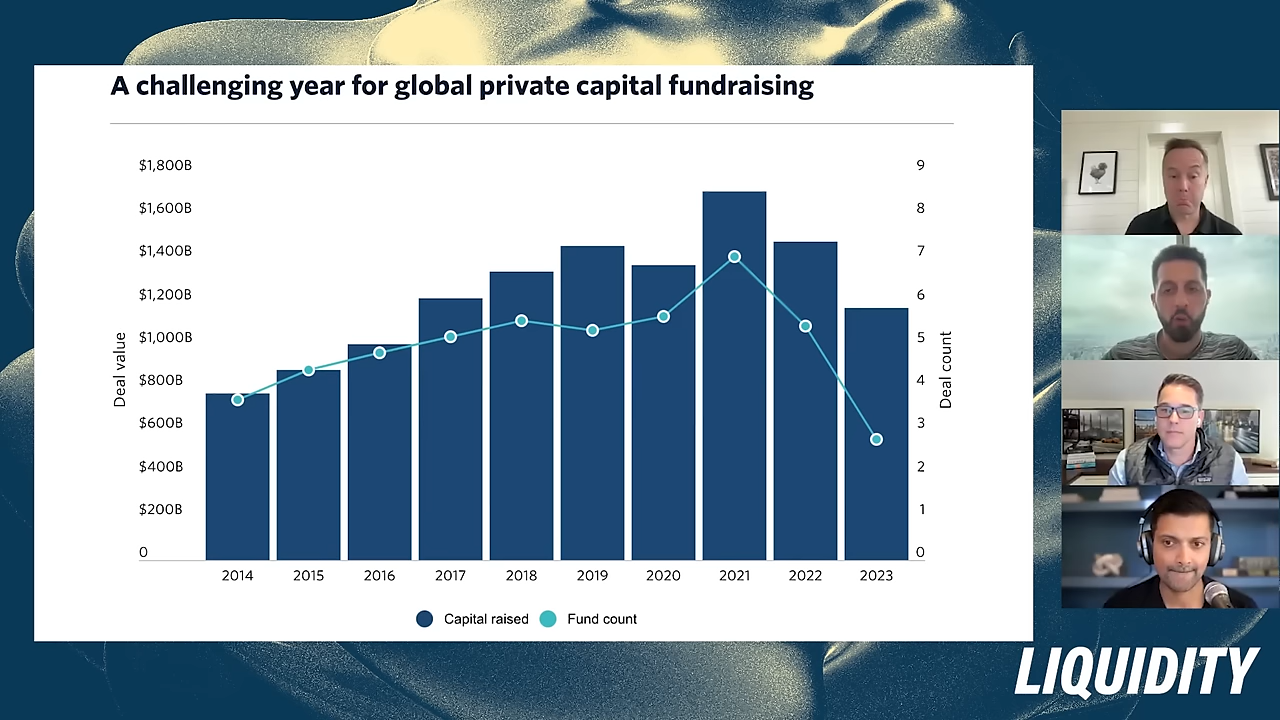 A challenging year for global private capital fundraising
$1,800B
$1,600B
$1,400B
$1,200B
$1,000B
$800B
$600B
$400B
$200B
0
Deal value
9
8
7
6
5
4
3
2
1
0
Deal count
2014 2015 2016 2017 2018 2019 2020 2021 2022 2023
Capital raised Fund count
LIQUIDITY